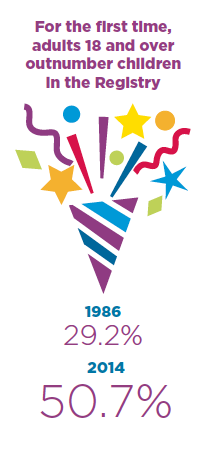 For the first time,
adults 18 and over
outnumber children
in the Registry
1986
29.2%
2014
50.7%